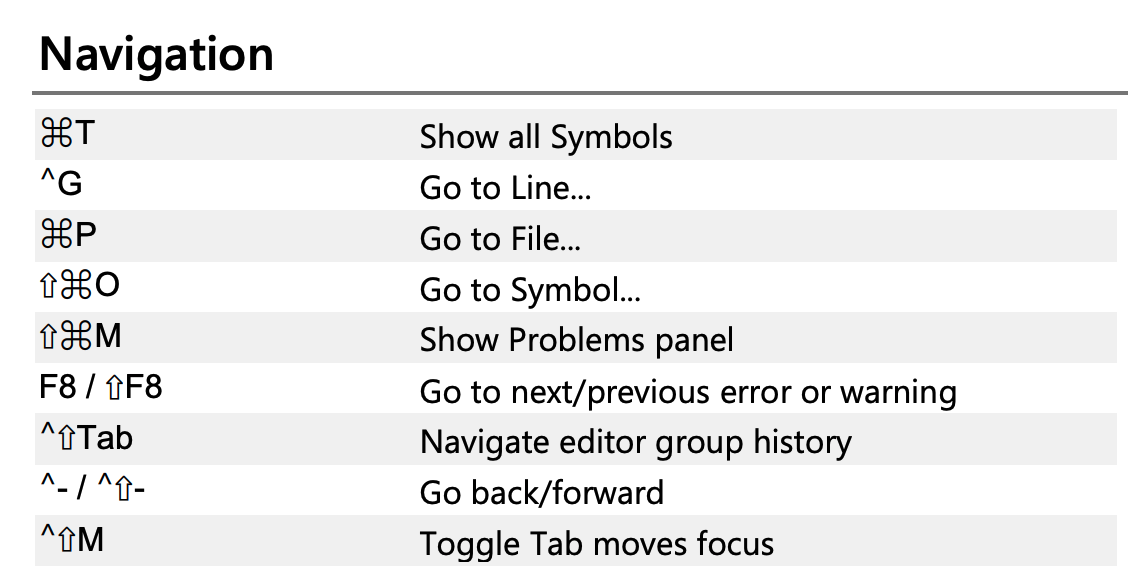 Navigation
⌘T Show all Symbols
^G Go to Line...
⌘P Go to File...
⇧⌘O Go to Symbol...
⇧⌘M Show Problems panel
F8 / ⇧F8 Go to next/previous error or warning
^⇧Tab Navigate editor group history
^- / ^⇧- Go back/forward
^⇧M Toggle Tab moves focus